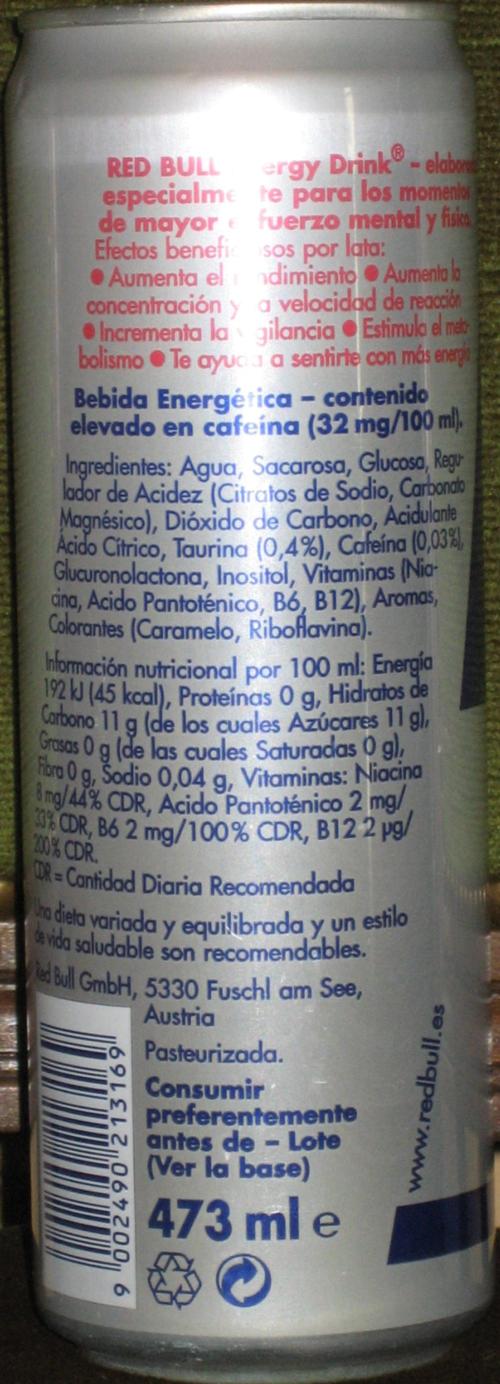 RED BULL ergy Drink® – elabora
especialme te para los momentos
de mayor fuerzo mental y físico.
Efectos benefi sos por lata:
● Aumenta el ndimiento ● Aumenta la
concentración y a velocidad de reacción
● Incrementa la gilancia ● Estimula el meta-
bolismo ● Te ayuda a sentirte con más energía
Bebida Energética – contenido
elevado en cafeína (32 mg/100 ml).
Ingredientes: Agua, Sacarosa, Glucosa, Regu-
lador de Acidez (Citratos de Sodio, Carbonato
Magnésico), Dióxido de Carbono, Acidulante
Ácido Cítrico, Taurina (0,4%), Cafeína (0,03%),
Glucuronolactona, Inositol, Vitaminas (Nia-
cina, Acido Pantoténico, B6, B12), Aromas,
Colorantes (Caramelo, Riboflavina).
Información nutricional por 100 ml: Energía
192 kJ (45 kcal), Proteínas 0 g, Hidratos de
Carbono 11 g (de los cuales Azúcares 11 g),
Grasas 0 g (de las cuales Saturadas 0 g),
Fibra 0 g, Sodio 0,04 g, Vitaminas: Niacina
8 mg/44% CDR, Acido Pantoténico 2 mg/
33% CDR, B6 2 mg/100% CDR, B12 2 µg/
200% CDR.
CDR = Cantidad Diaria Recomendada
Una dieta variada y equilibrada y un estilo
de vida saludable son recomendables.
Red Bull GmbH, 5330 Fuschl am See,
Austria
Pasteurizada.
Consumir
preferentemente
antes de – Lote
(Ver la base)
473 ml e
www.redbull.es
9 002490 213169